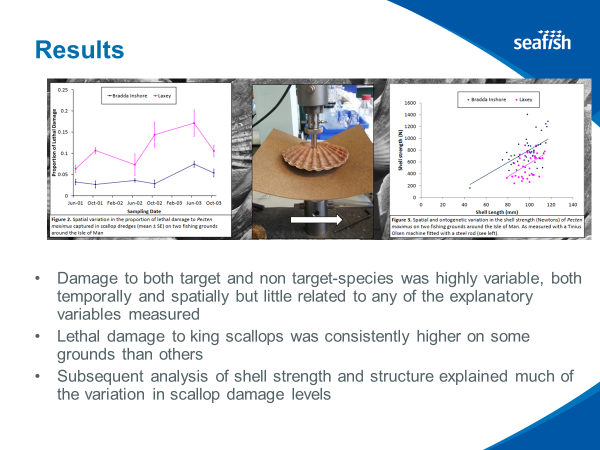 Results
seafish
0.25
0.2
0.15
0.1
0.05
0
Proportion of Lethal Damage
Bradda Inshore
Laxey
Jun-01 Oct-01 Feb-02 Jun-02 Oct-02 Feb-03 Jun-03 Oct-03
Sampling Date
Figure 2. Spatial variation in the proportion of lethal damage to Pecten
maximus captured in scallop dredges (mean ± SE) on two fishing grounds
around the Isle of Man
1600
1400
1200
1000
800
600
400
200
0
Shell strength (N)
Bradda Inshore
Laxey
0 20 40 60 80 100 120 140
Shell Length (mm)
Figure 3. Spatial and ontogenetic variation in the shell strength (Newtons) of Pecten
maximus on two fishing grounds around the Isle of Man. As measured with a Tinius
Olsen machine fitted with a steel rod (see left)
• Damage to both target and non target-species was highly variable, both
temporally and spatially but little related to any of the explanatory
variables measured
• Lethal damage to king scallops was consistently higher on some
grounds than others
• Subsequent analysis of shell strength and structure explained much of
the variation in scallop damage levels